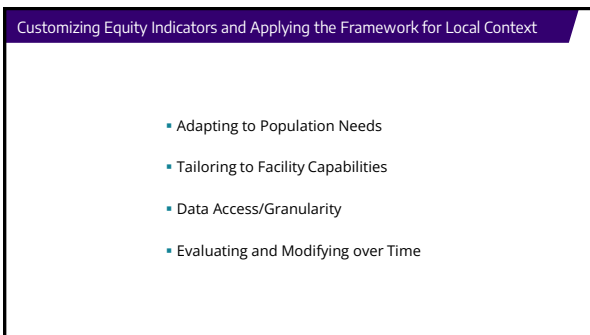 Customizing Equity Indicators and Applying the Framework for Local Context
▪ Adapting to Population Needs
▪ Tailoring to Facility Capabilities
▪ Data Access/Granularity
▪ Evaluating and Modifying over Time